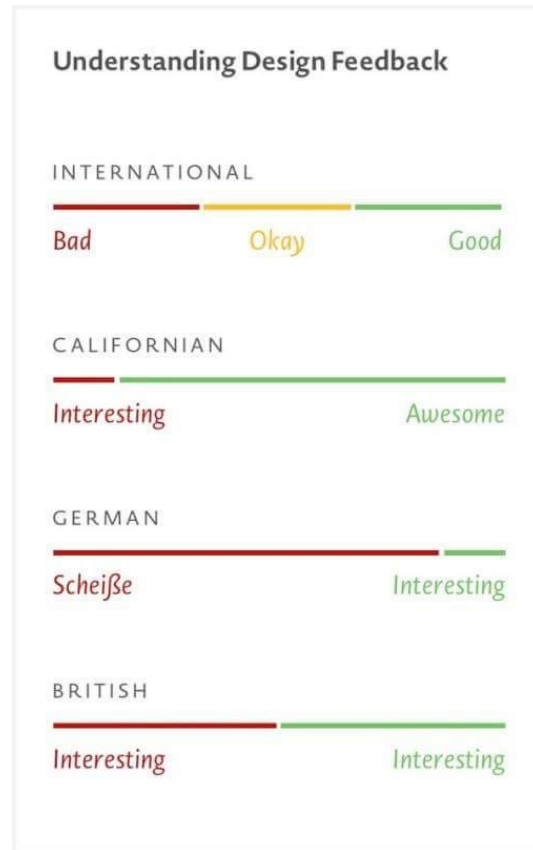 Understanding Design Feedback
INTERNATIONAL
Bad Okay Good
CALIFORNIAN
Interesting Awesome
GERMAN
Scheiße Interesting
BRITISH
Interesting Interesting